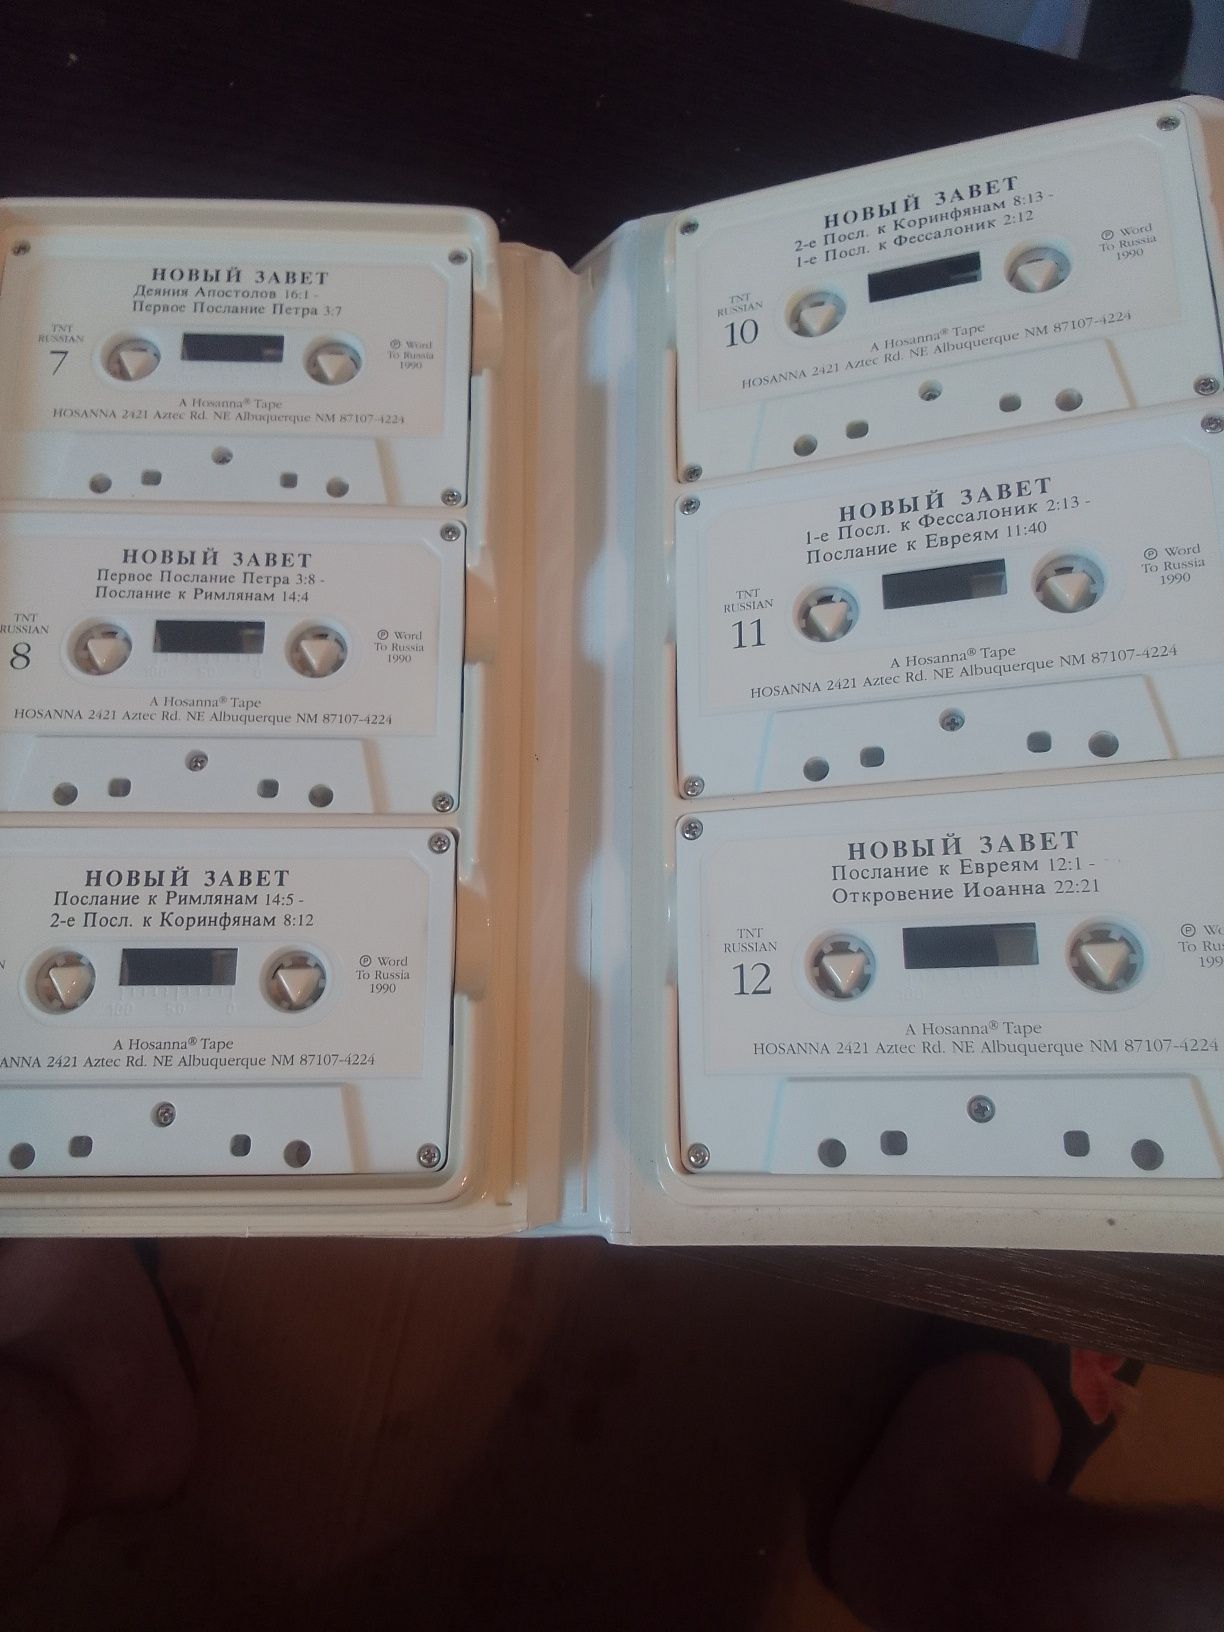 НОВЫЙ ЗАВЕТ
Деяния Апостолов 16:1 -
Первое Послание Петра 3:7
TNT
RUSSIAN
7
℗ Word
To Russia
1990
A Hosanna® Tape
HOSANNA 2421 Aztec Rd. NE Albuquerque NM 87107-4224
НОВЫЙ ЗАВЕТ
Первое Послание Петра 3:8 -
Послание к Римлянам 14:4
TNT
RUSSIAN
8
℗ Word
To Russia
1990
A Hosanna® Tape
HOSANNA 2421 Aztec Rd. NE Albuquerque NM 87107-4224
НОВЫЙ ЗАВЕТ
Послание к Римлянам 14:5 -
2-е Посл. к Коринфянам 8:12
N
℗ Word
To Russia
1990
100 50 0
A Hosanna® Tape
ANNA 2421 Aztec Rd. NE Albuquerque NM 87107-4224
НОВЫЙ ЗАВЕТ
2-е Посл. к Коринфянам 8:13 -
1-е Посл. к Фессалоник 2:12
TNT
RUSSIAN
10
℗ Word
To Russia
1990
A Hosanna® Tape
HOSANNA 2421 Aztec Rd. NE Albuquerque NM 87107-4224
НОВЫЙ ЗАВЕТ
1-е Посл. к Фессалоник 2:13 -
Послание к Евреям 11:40
TNT
RUSSIAN
11
℗ Word
To Russia
1990
A Hosanna® Tape
HOSANNA 2421 Aztec Rd. NE Albuquerque NM 87107-4224
НОВЫЙ ЗАВЕТ
Послание к Евреям 12:1 -
Откровение Иоанна 22:21
TNT
RUSSIAN
12
℗ Wo
To Ru
199
A Hosanna® Tape
HOSANNA 2421 Aztec Rd. NE Albuquerque NM 87107-4224